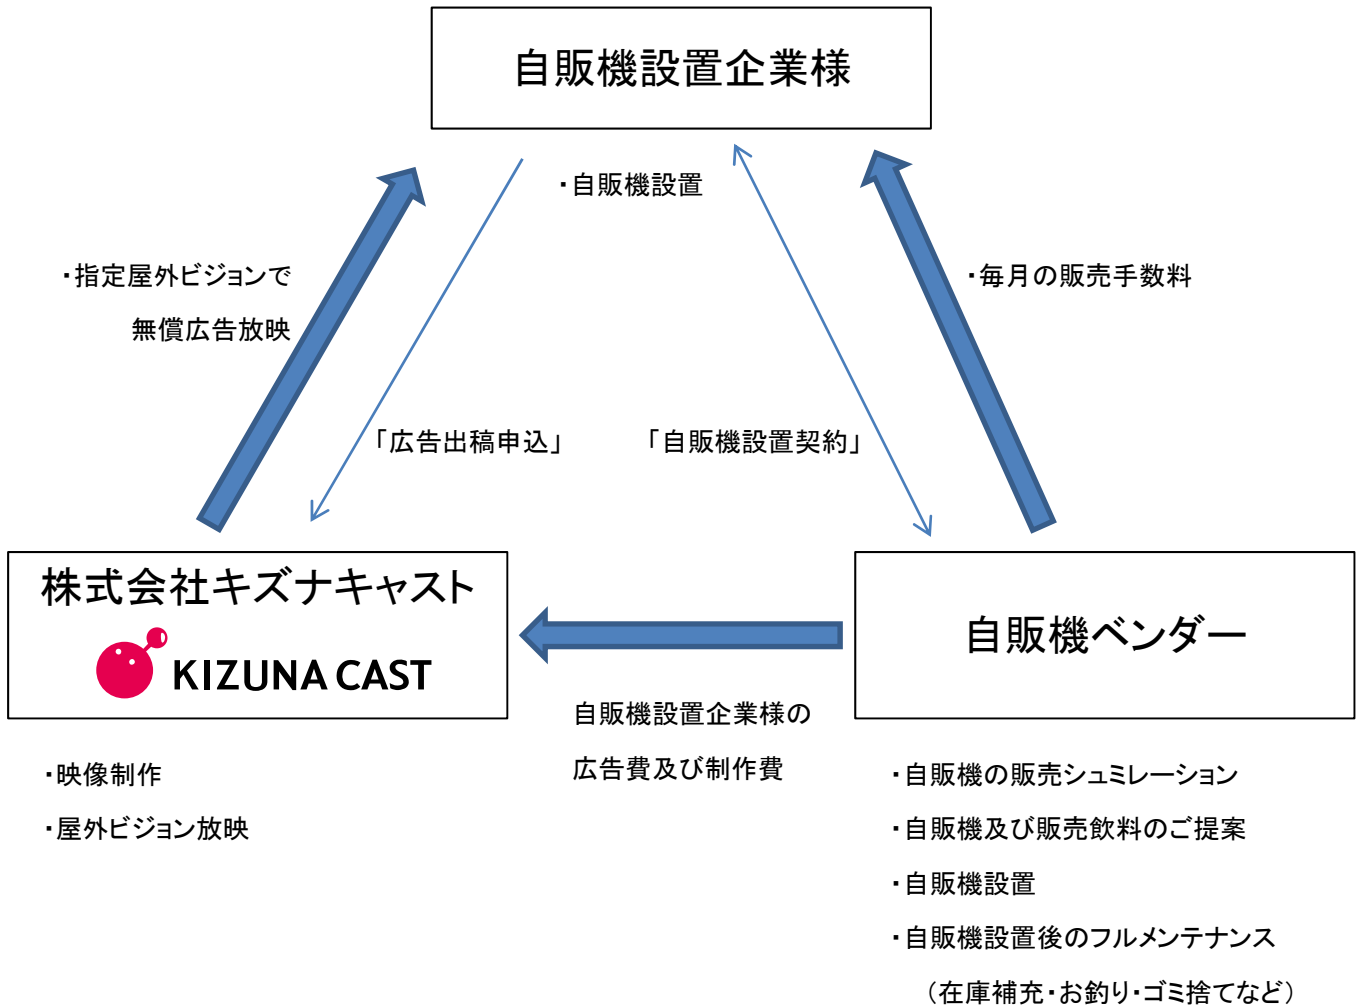 自販機設置企業様
・自販機設置
・指定屋外ビジョンで
無償広告放映
・毎月の販売手数料
「広告出稿申込」
「自販機設置契約」
株式会社キズナキャスト
KIZUNA CAST
自販機ベンダー
自販機設置企業様の
広告費及び制作費
・映像制作
・屋外ビジョン放映
・自販機の販売シュミレーション
・自販機及び販売飲料のご提案
・自販機設置
・自販機設置後のフルメンテナンス
（在庫補充・お釣り・ゴミ捨てなど）